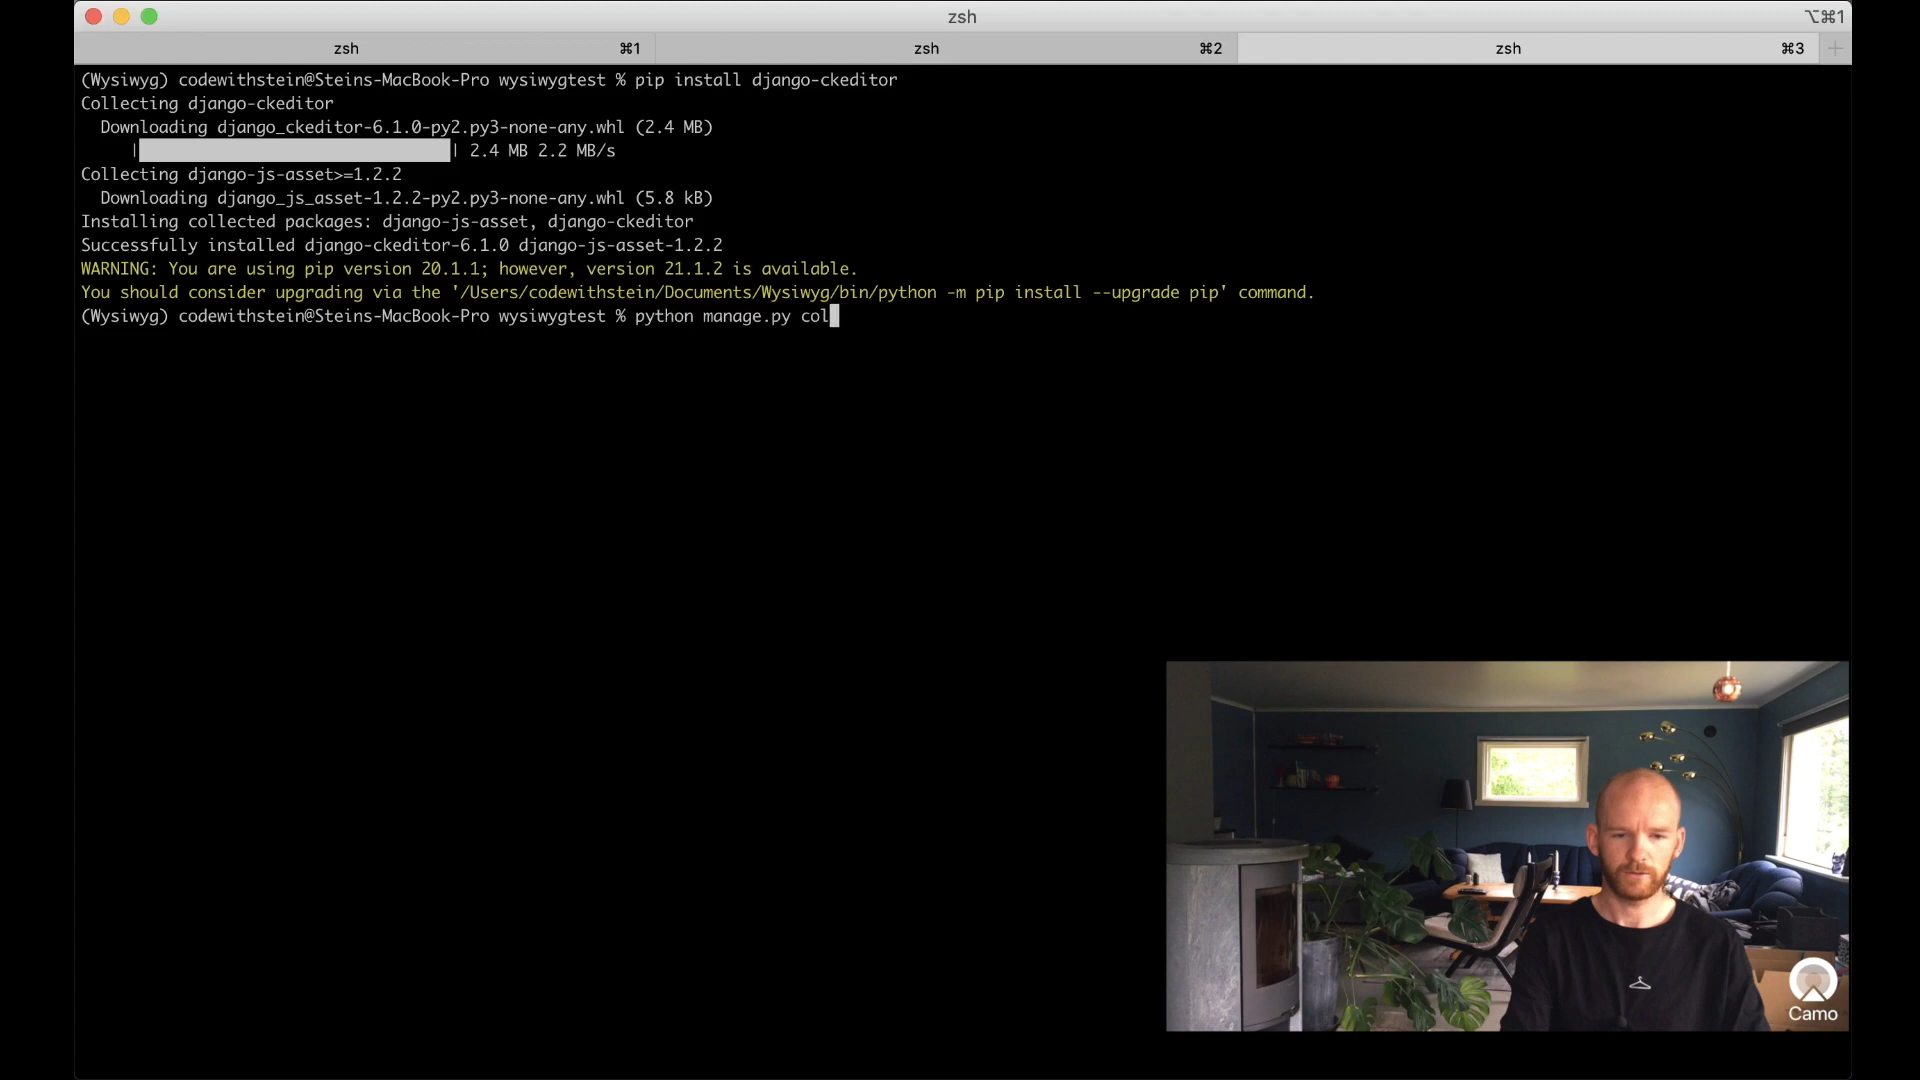 zsh
⌥⌘1
zsh ⌘1 zsh ⌘2 zsh ⌘3
(Wysiwyg) codewithstein@Steins-MacBook-Pro wysiwygtest % pip install django-ckeditor
Collecting django-ckeditor
Downloading django_ckeditor-6.1.0-py2.py3-none-any.whl (2.4 MB)
| | 2.4 MB 2.2 MB/s
Collecting django-js-asset>=1.2.2
Downloading django_js_asset-1.2.2-py2.py3-none-any.whl (5.8 kB)
Installing collected packages: django-js-asset, django-ckeditor
Successfully installed django-ckeditor-6.1.0 django-js-asset-1.2.2
WARNING: You are using pip version 20.1.1; however, version 21.1.2 is available.
You should consider upgrading via the '/Users/codewithstein/Documents/Wysiwyg/bin/python -m pip install --upgrade pip' command.
(Wysiwyg) codewithstein@Steins-MacBook-Pro wysiwygtest % python manage.py col
Camo